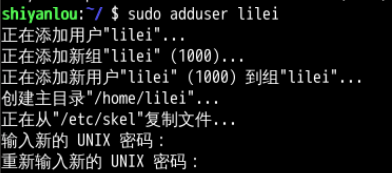 shiyanlou:~/ $ sudo adduser lilei
正在添加用户"lilei"...
正在添加新组"lilei" (1000)...
正在添加新用户"lilei" (1000) 到组"lilei"...
创建主目录"/home/lilei"...
正在从"/etc/skel"复制文件...
输入新的 UNIX 密码：
重新输入新的 UNIX 密码：